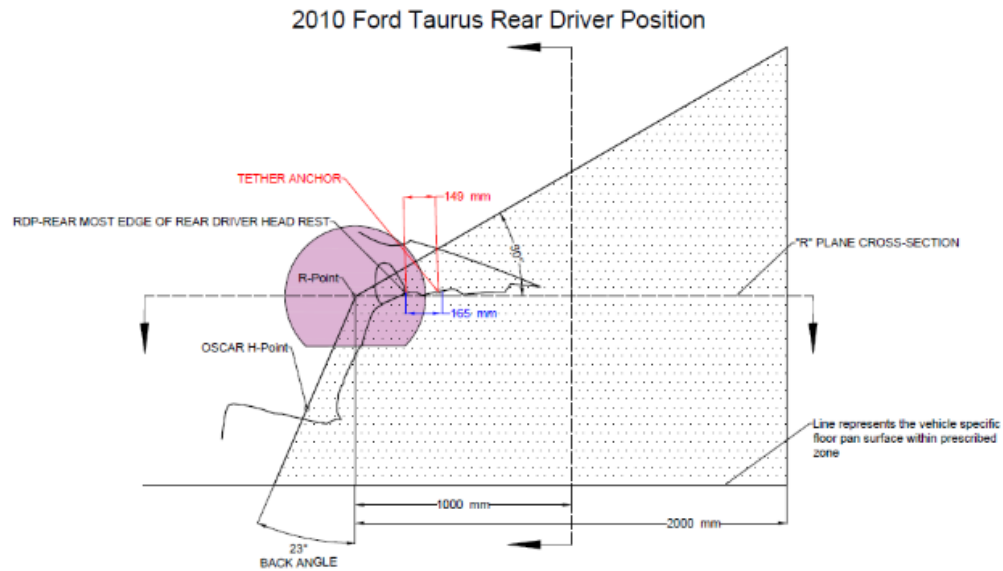 2010 Ford Taurus Rear Driver Position
TETHER ANCHOR
149 mm
RDP-REAR MOST EDGE OF REAR DRIVER HEAD REST
"R" PLANE CROSS-SECTION
R-Point
165 mm
OSCAR H-Point
Line represents the vehicle specific
floor pan surface within prescribed
zone
1000 mm
2000 mm
23°
BACK ANGLE